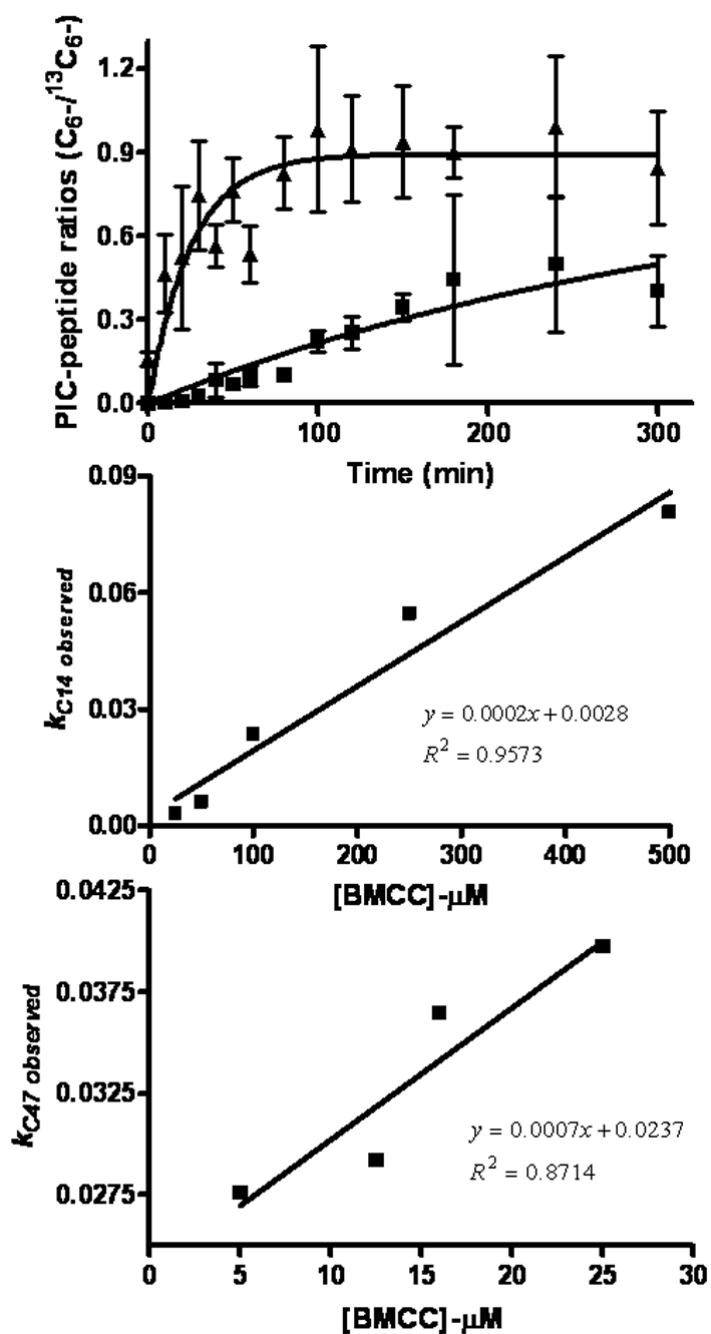 PIC-peptide ratios (C₆-/¹³C₆-)
1.2
0.9
0.6
0.3
0.0
0 100 200 300
Time (min)
k_C14 observed
0.09
0.06
0.03
0.00
y = 0.0002x + 0.0028
R² = 0.9573
0 100 200 300 400 500
[BMCC]-μM
k_C47 observed
0.0425
0.0375
0.0325
0.0275
y = 0.0007x + 0.0237
R² = 0.8714
0 5 10 15 20 25 30
[BMCC]-μM